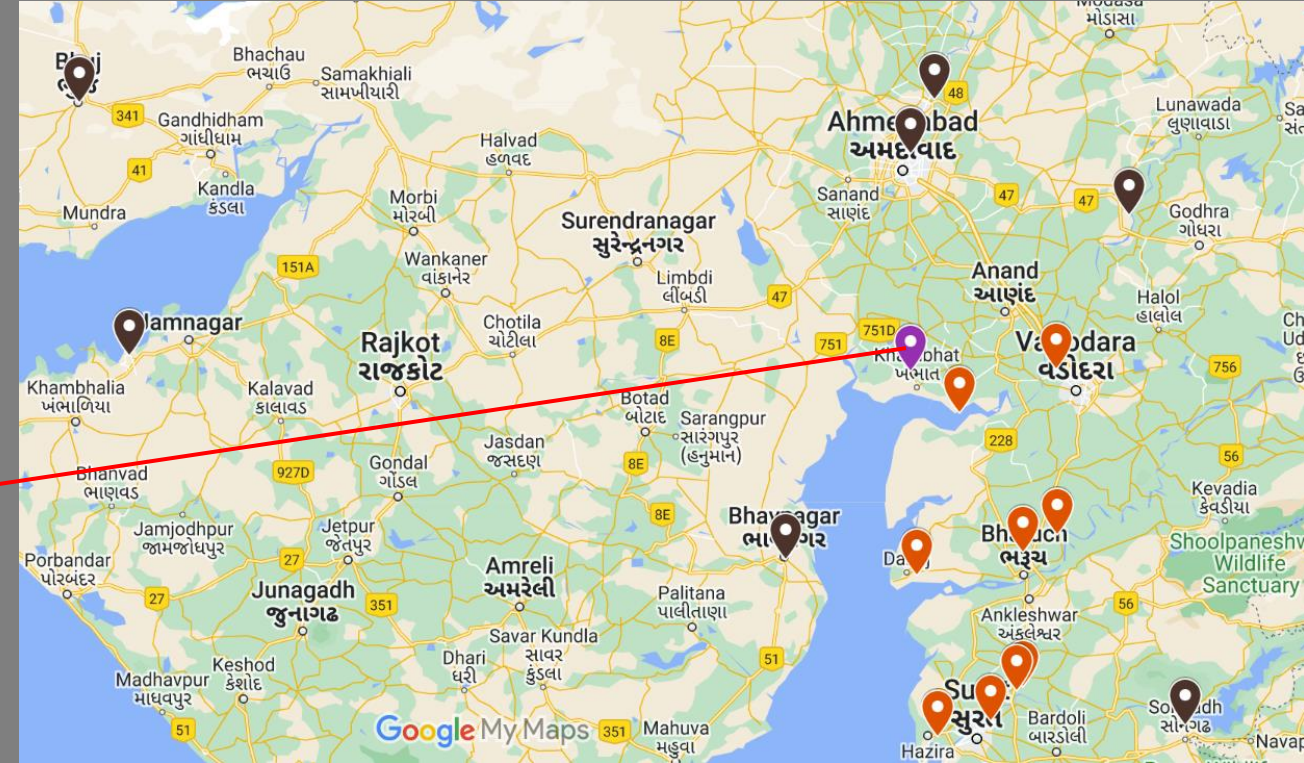 Modasa
મોડાસા
Bhachau
ભચાઉ
Samakhiali
સામખીયારી
341
Gandhidham
ગાંધીધામ
41
Kandla
કંડલા
Mundra
Halvad
હળવદ
Morbi
મોરબી
Surendranagar
સુરેન્દ્રનગર
Wankaner
વાંકાનેર
151A
Limbdi
લીંબડી
47
48
અમદાવાદ
Sanand
સાણંદ
47
47
Lunawada
લુણાવાડા
Godhra
ગોધરા
Anand
આણંદ
Halol
હાલોલ
Jamnagar
Rajkot
રાજકોટ
Chotila
ચોટીલા
8E
751
751D
ખંભાત
વડોદરા
756
Khambhalia
ખંભાળિયા
Kalavad
કાલાવડ
Botad
બોટાદ
Sarangpur
સારંગપુર
(હનુમાન)
Jasdan
જસદણ
8E
228
56
Bhanvad
ભાણવડ
927D
Gondal
ગોંડલ
Kevadia
કેવડીયા
Jamjodhpur
જામજોધપુર
Jetpur
જેતપુર
8E
Bhavnagar
ભરૂચ
Shoolpaneshw
Wildlife
Sanctuary
Porbandar
પોરબંદર
27
27
Amreli
અમરેલી
Junagadh
જુનાગઢ
351
Palitana
પાલીતાણા
Ankleshwar
અંકલેશ્વર
56
Savar Kundla
સાવર
કુંડલા
Dhari
ધરી
51
Keshod
કેશોદ
Madhavpur
માધવપુર
51
Google My Maps
351
Mahuva
મહુવા
સુરત
Hazira
Bardoli
બારડોલી
સોનગઢ
Navap